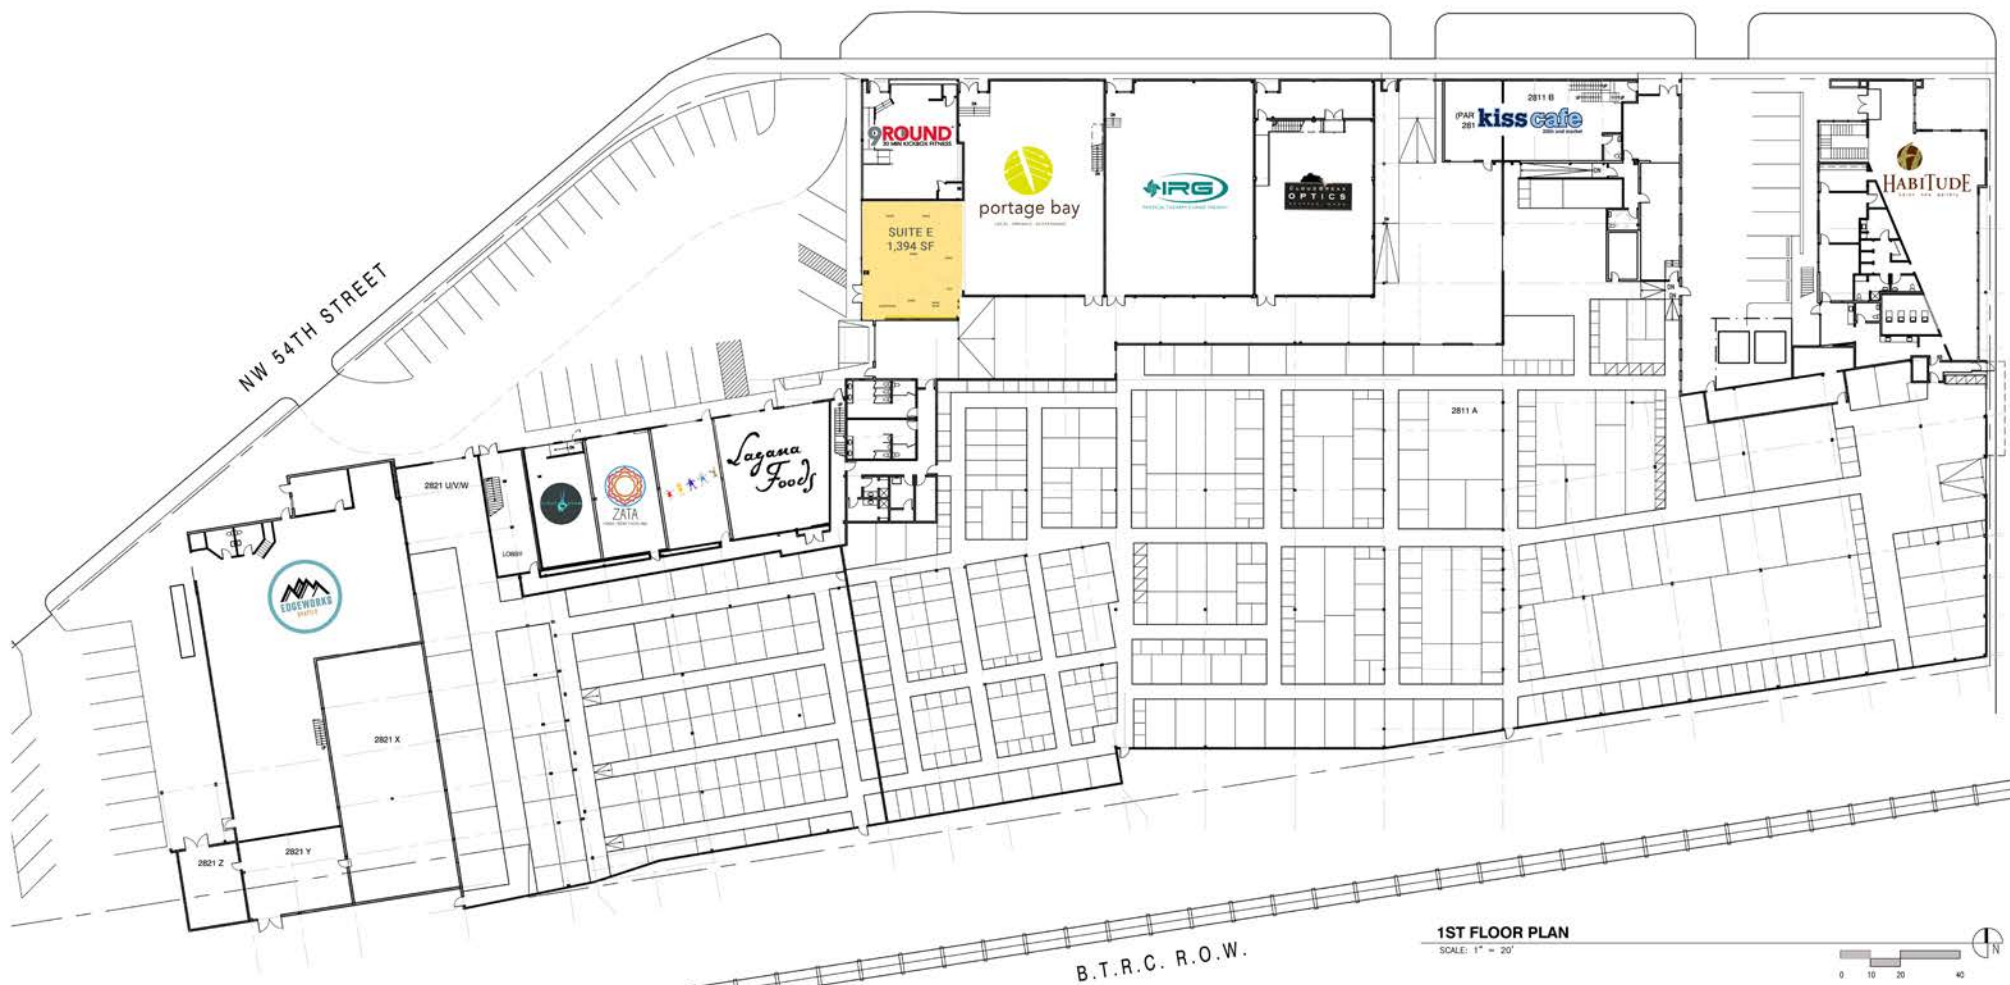 NW 54TH STREET
9ROUND
30 MIN KICKBOX FITNESS
SUITE E
1,394 SF
portage bay
IRG
OPTICS
2811 B
(PAR
281
kiss cafe
HABITUDE
2811 A
2821 U/V/W
LOBBY
ZATA
Lagana
Foods
EDGEWORKS
2821 X
2821 Y
2821 Z
B.T.R.C. R.O.W.
1ST FLOOR PLAN
SCALE: 1" = 20'
0 10 20 40
N